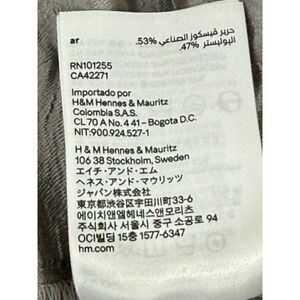 ar
حرير فيسكوز الصناعي %53.
البوليستر %47.
RN101255
CA42271
Importado por
H&M Hennes & Mauritz
Colombia S.A.S.
CL 70 A No. 4 41 – Bogota D.C.
NIT:900.924.527-1
H & M Hennes & Mauritz
106 38 Stockholm, Sweden
エイチ・アンド・エム
ヘネス・アンド・マウリッツ
ジャパン株式会社
東京都渋谷区宇田川町33-6
에이치앤엠헤네스앤모리츠
주식회사 서울시 중구 소공로 94
OCI빌딩 15층 1577-6347
hm.com